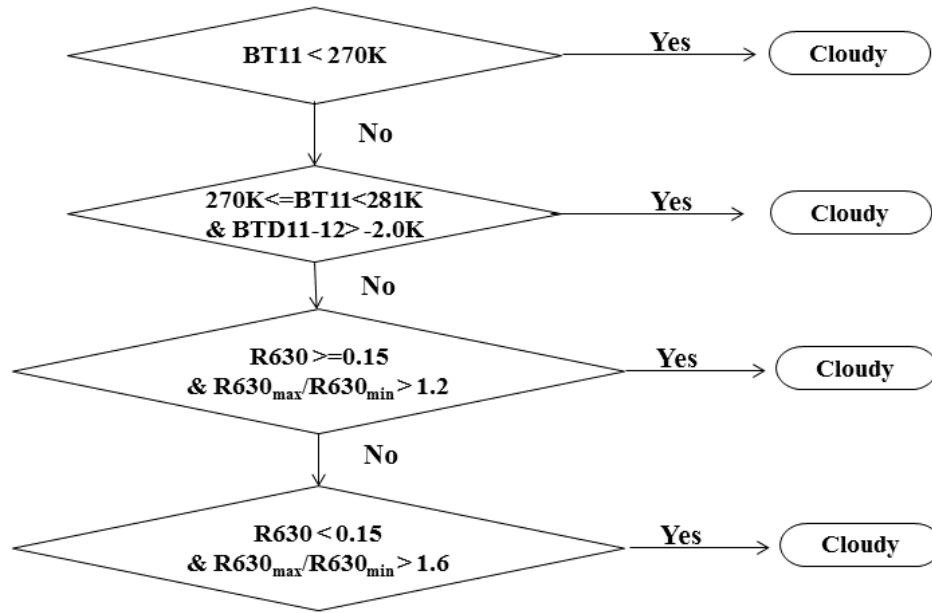 BT11 < 270K
Yes
Cloudy
No
270K<=BT11<281K
& BTD11-12> -2.0K
Yes
Cloudy
No
R630 >=0.15
& R630max/R630min > 1.2
Yes
Cloudy
No
R630 < 0.15
& R630max/R630min > 1.6
Yes
Cloudy